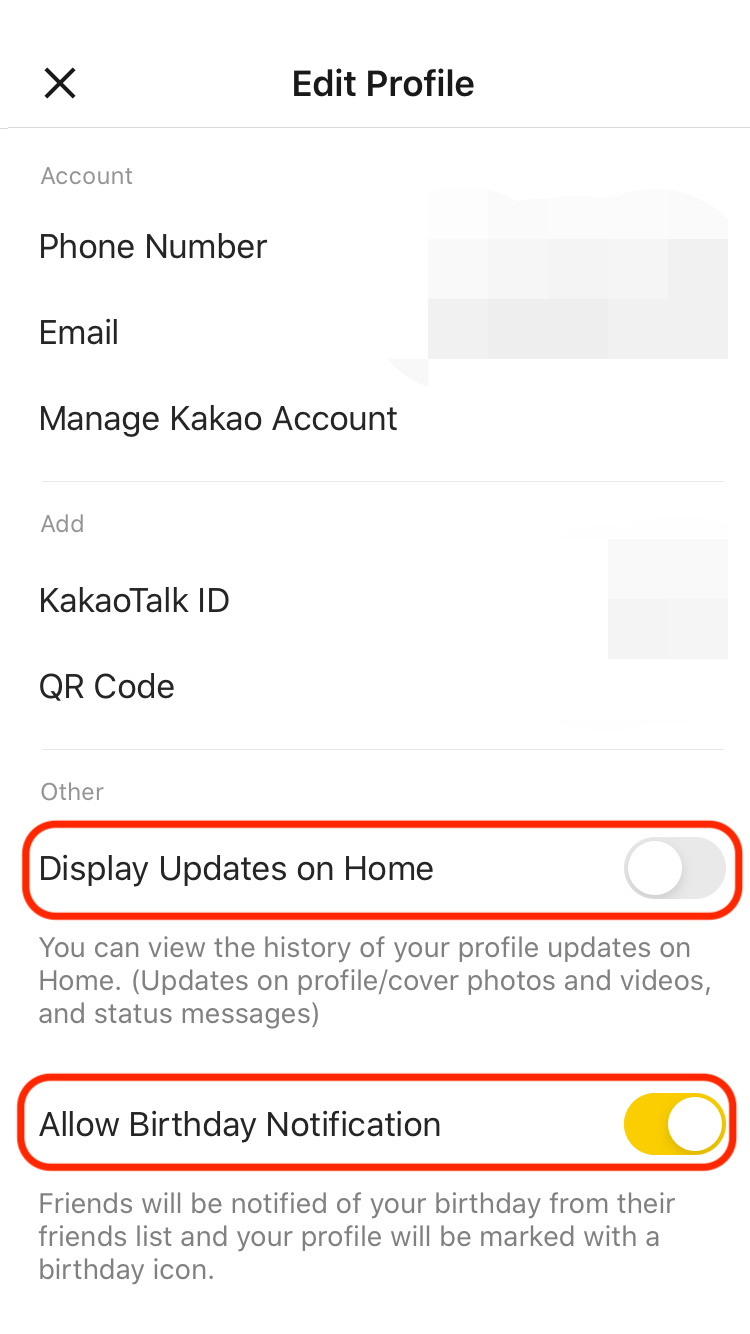 Edit Profile
Account
Phone Number
Email
Manage Kakao Account
Add
KakaoTalk ID
QR Code
Other
Display Updates on Home
You can view the history of your profile updates on
Home. (Updates on profile/cover photos and videos,
and status messages)
Allow Birthday Notification
Friends will be notified of your birthday from their
friends list and your profile will be marked with a
birthday icon.